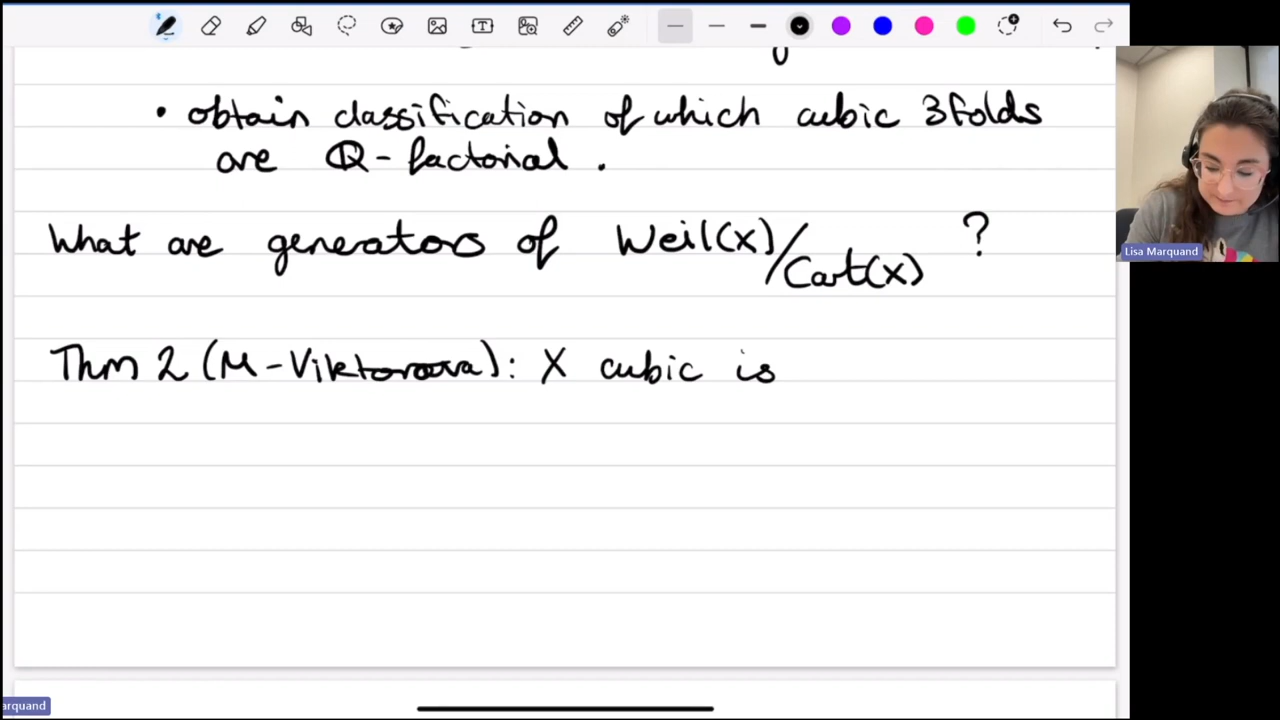 • obtain classification of which cubic 3folds
are Q - factorial .
What are generators of Weil(X)/Cart(X) ?
Thm 2 (M-Viktorova): X cubic is
Lisa Marquand
arquand